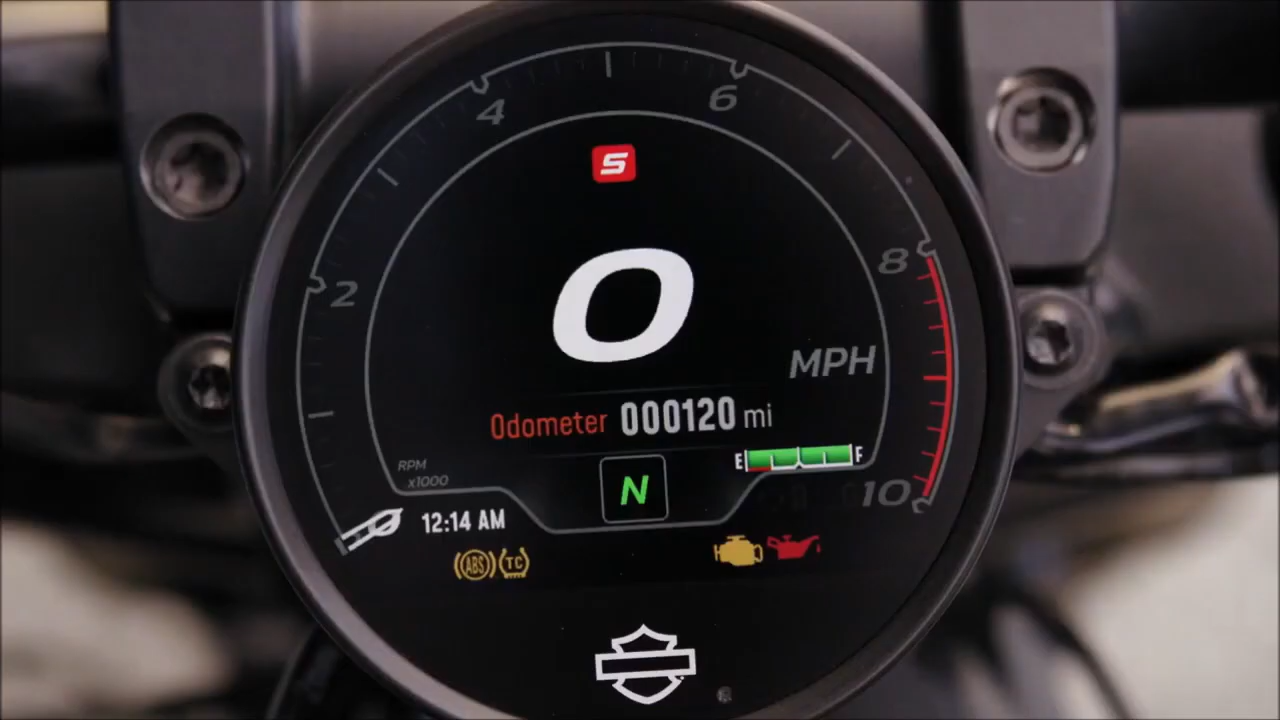 4 6
S
2 8
0
MPH
Odometer 000120 mi
E F
RPM
x1000
N
10
12:14 AM
ABS TC